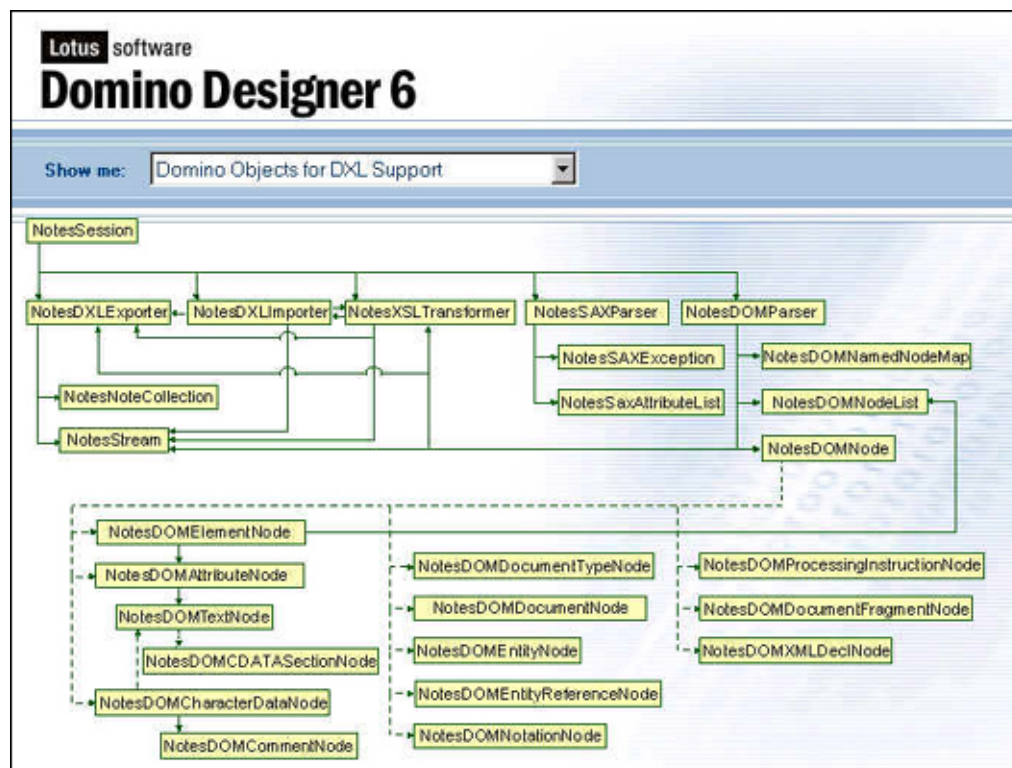 Lotus software
Domino Designer 6
Show me: Domino Objects for DXL Support
NotesSession
NotesDXLExporter NotesDXLImporter NotesXSLTransformer NotesSAXParser NotesDOMParser
NotesSAXException NotesDOMNamedNodeMap
NotesNoteCollection NotesSaxAttributeList NotesDOMNodeList
NotesStream NotesDOMNode
NotesDOMElementNode
NotesDOMAttributeNode NotesDOMDocumentTypeNode NotesDOMProcessingInstructionNode
NotesDOMTextNode NotesDOMDocumentNode NotesDOMDocumentFragmentNode
NotesDOMCDATASectionNode NotesDOMEntityNode NotesDOMXMLDeclNode
NotesDOMCharacterDataNode NotesDOMEntityReferenceNode
NotesDOMCommentNode NotesDOMNotationNode